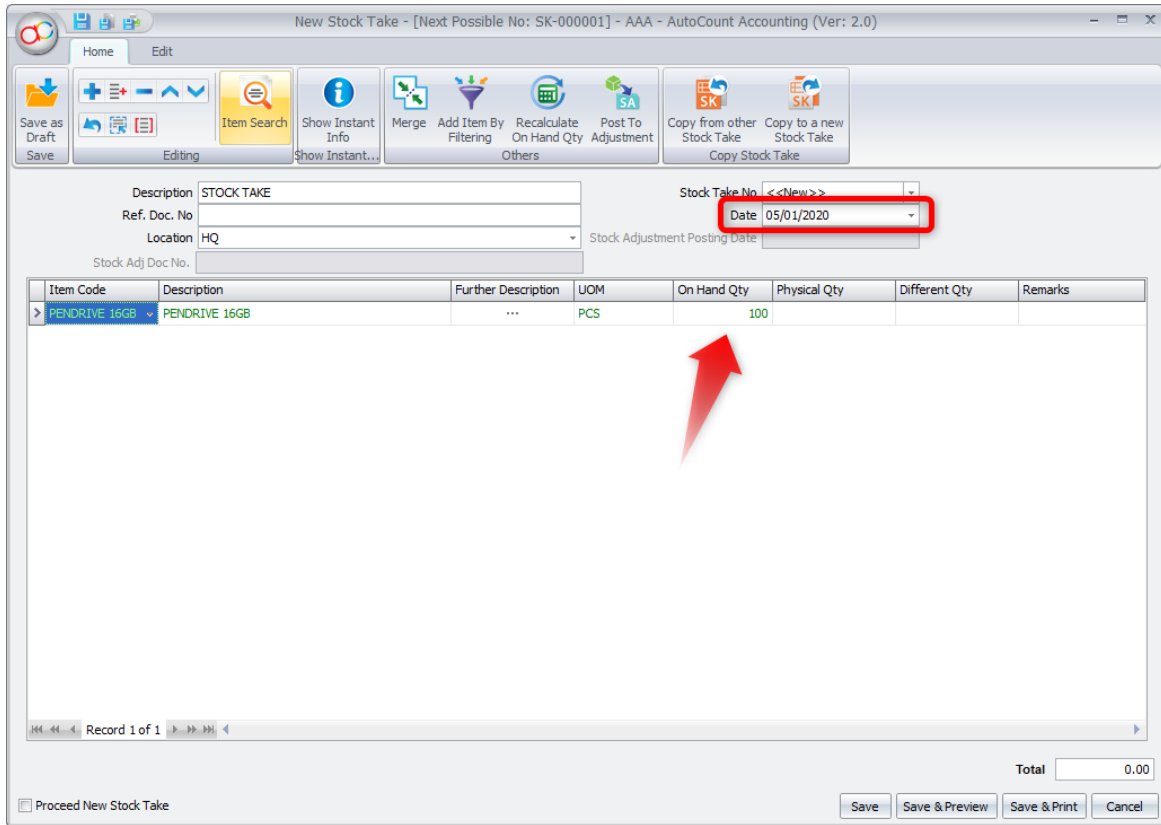 New Stock Take - [Next Possible No: SK-000001] - AAA - AutoCount Accounting (Ver: 2.0)
Home Edit
Save as Draft
Item Search
Show Instant Info
Merge
Add Item By Filtering
Recalculate On Hand Qty
SA
Post To Adjustment
SK
Copy from other Stock Take
SK
Copy to a new Stock Take
Save
Editing
Show Instant...
Others
Copy Stock Take
Description STOCK TAKE
Stock Take No <<New>>
Ref. Doc. No
Date 05/01/2020
Location HQ
Stock Adjustment Posting Date
Stock Adj Doc No.
Item Code Description Further Description UOM On Hand Qty Physical Qty Different Qty Remarks
PENDRIVE 16GB PENDRIVE 16GB ... PCS 100
Record 1 of 1
Total 0.00
Proceed New Stock Take
Save Save & Preview Save & Print Cancel